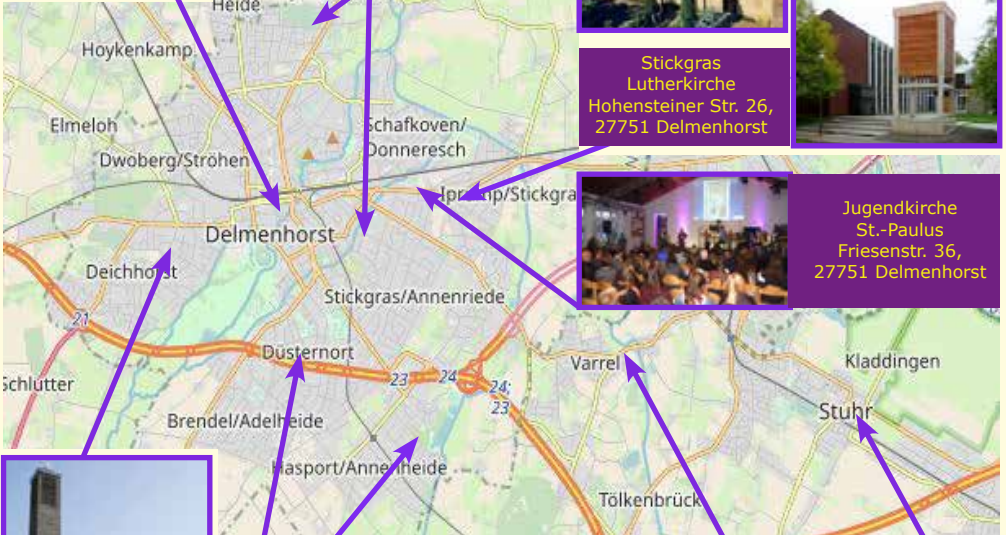 Heide
Hoykenkamp
Stickgras
Lutherkirche
Hohensteiner Str. 26,
27751 Delmenhorst
Elmeloh
Schafkoven/
Donneresch
Dwoberg/Ströhen
Delmenhorst
Jugendkirche
St.-Paulus
Friesenstr. 36,
27751 Delmenhorst
Deichhorst
Stickgras/Annenriede
21
Düsternort
23
24
24;
23
Varrel
Kladdingen
Schlutter
Brendel/Adelheide
Stuhr
Hasport/Annenheide
Tölkenbrück